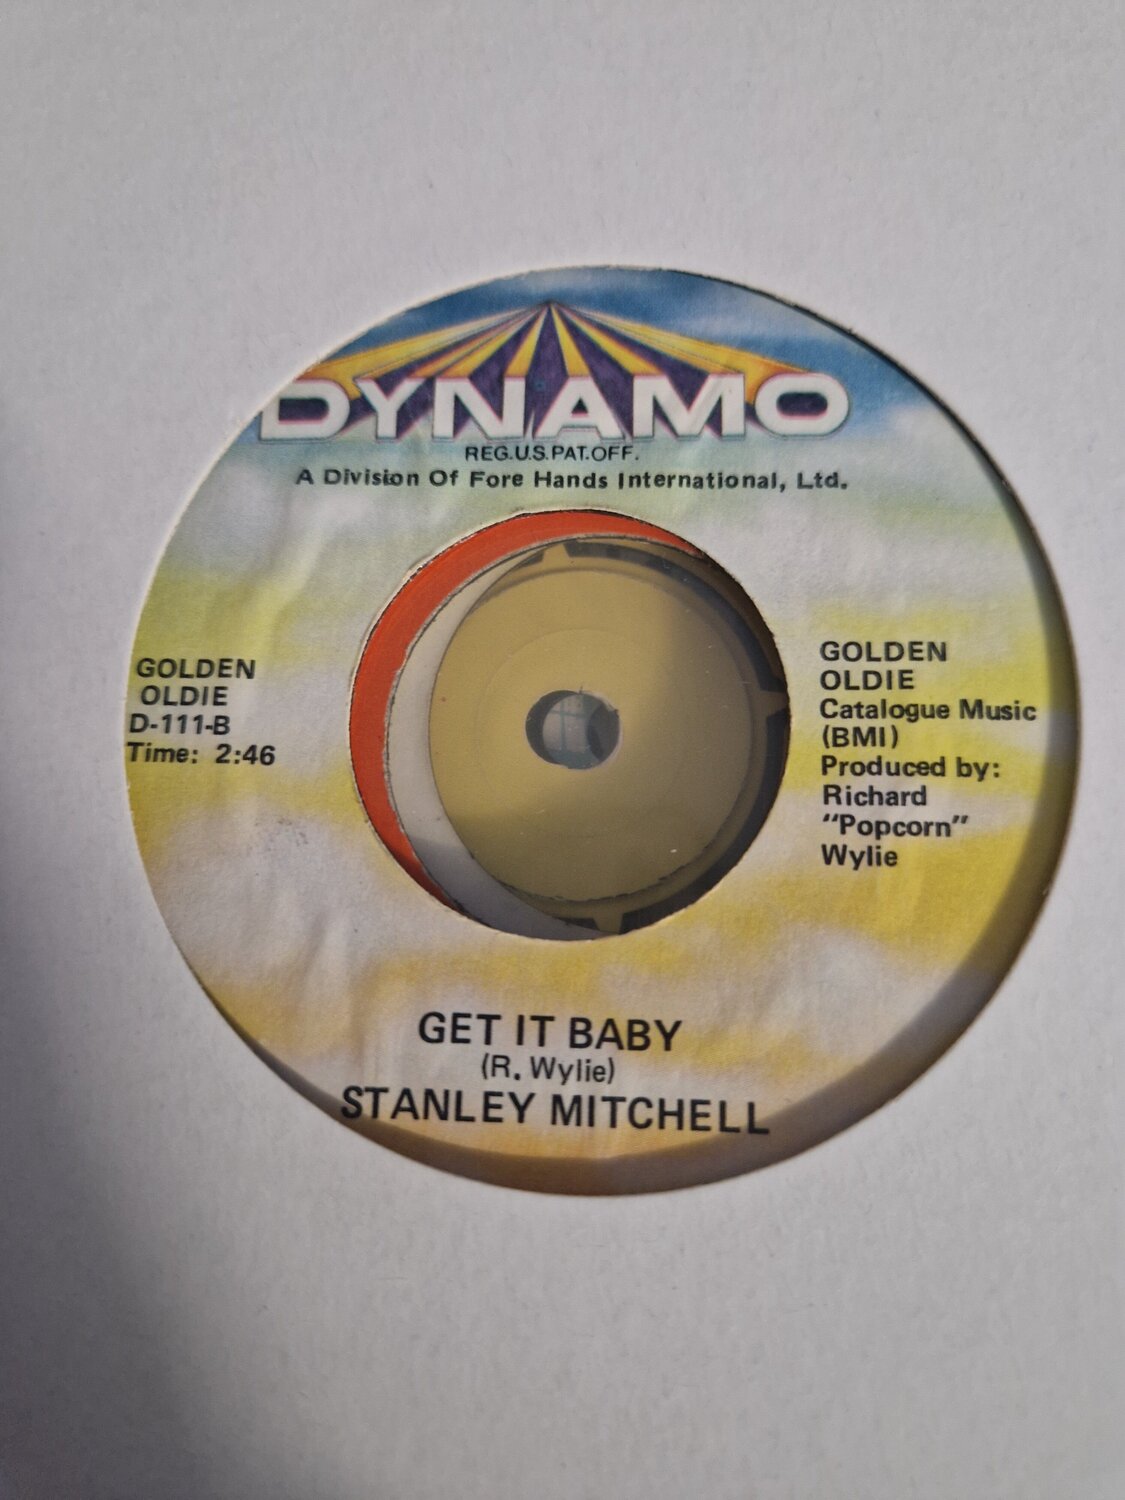 DYNAMO
REG.U.S.PAT.OFF.
A Division Of Fore Hands International, Ltd.
GOLDEN
OLDIE
D-111-B
Time: 2:46
GOLDEN
OLDIE
Catalogue Music
(BMI)
Produced by:
Richard
"Popcorn"
Wylie
GET IT BABY
(R. Wylie)
STANLEY MITCHELL